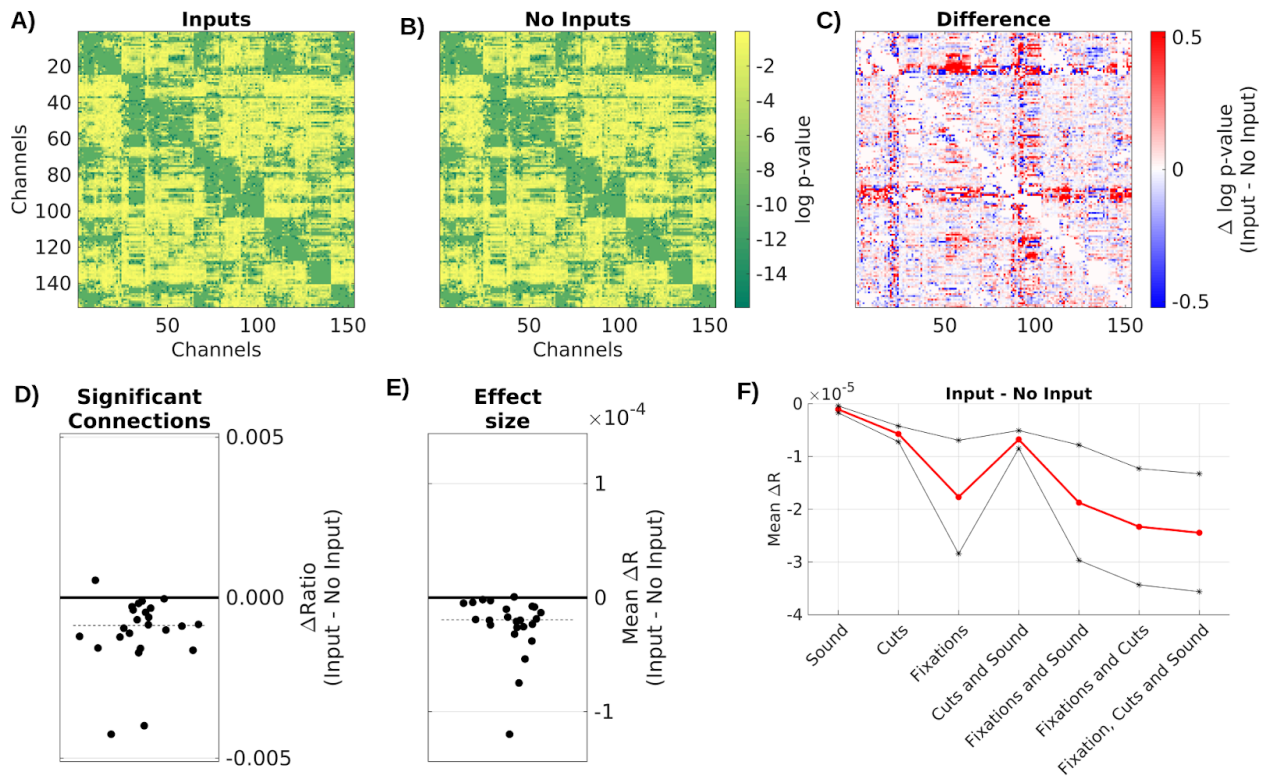 A)
Inputs
Channels
20
40
60
80
100
120
140
50
100
150
Channels
B)
No Inputs
50
100
150
Channels
-2
-4
-6
-8
-10
-12
-14
log p-value
C)
Difference
50
100
150
0.5
0
-0.5
Δ log p-value
(Input - No Input)
D)
Significant
Connections
0.005
0.000
-0.005
ΔRatio
(Input - No Input)
E)
Effect
size
×10⁻⁴
1
0
-1
Mean ΔR
(Input - No Input)
F)
×10⁻⁵
Input - No Input
0
-1
-2
-3
-4
Mean ΔR
Sound
Cuts
Fixations
Cuts and Sound
Fixations and Sound
Fixations and Cuts
Fixation, Cuts and Sound